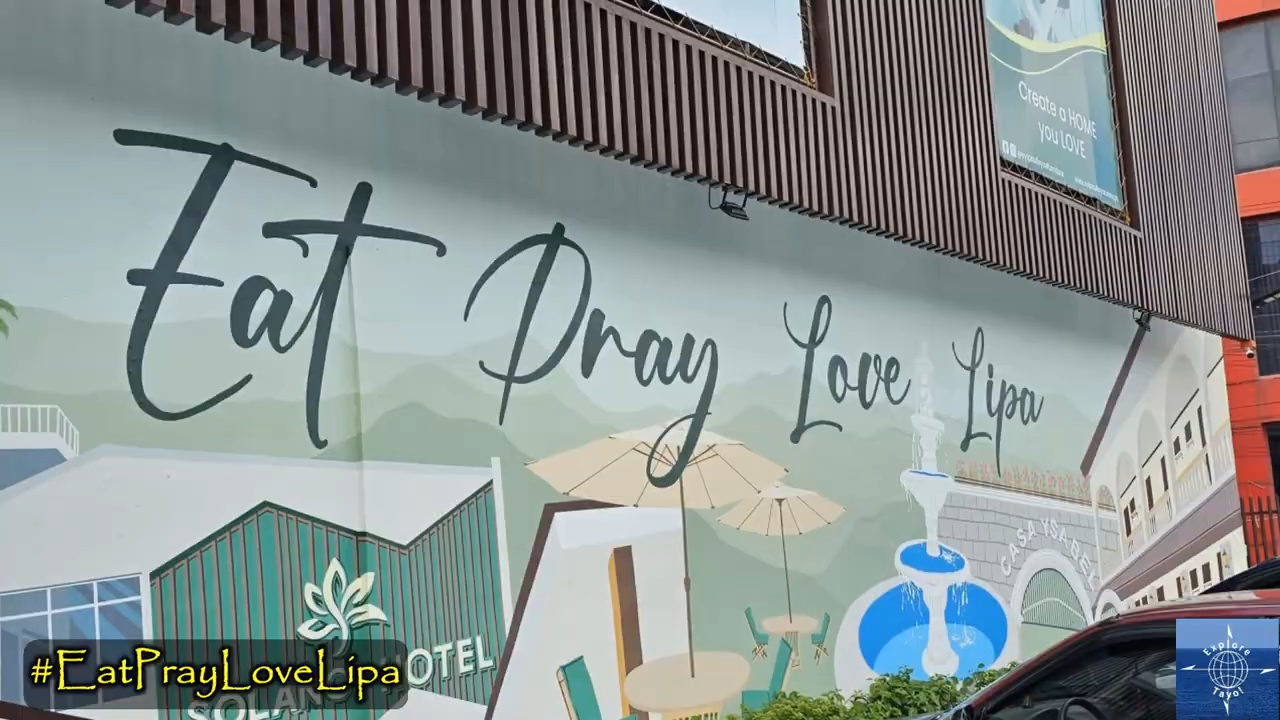 Create a HOME
you LOVE
Eat Pray Love Lipa
CASA YSABEL
HOTEL
#EatPrayLoveLipa
Explore
Tayo!